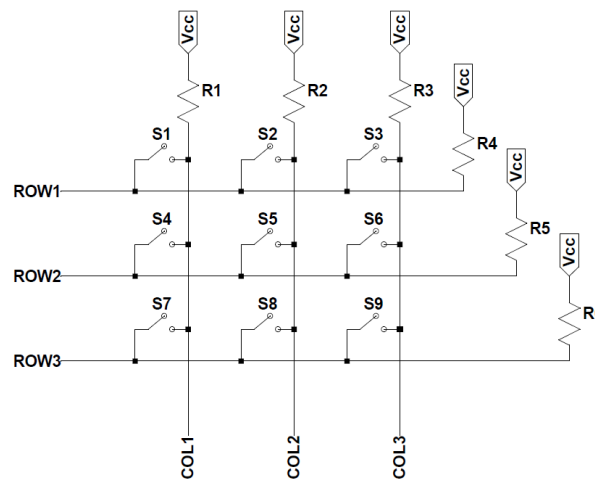 Vcc Vcc Vcc
R1 R2 R3 Vcc
S1 S2 S3 R4
ROW1 Vcc
S4 S5 S6 R5
ROW2 Vcc
S7 S8 S9 R
ROW3
COL1 COL2 COL3